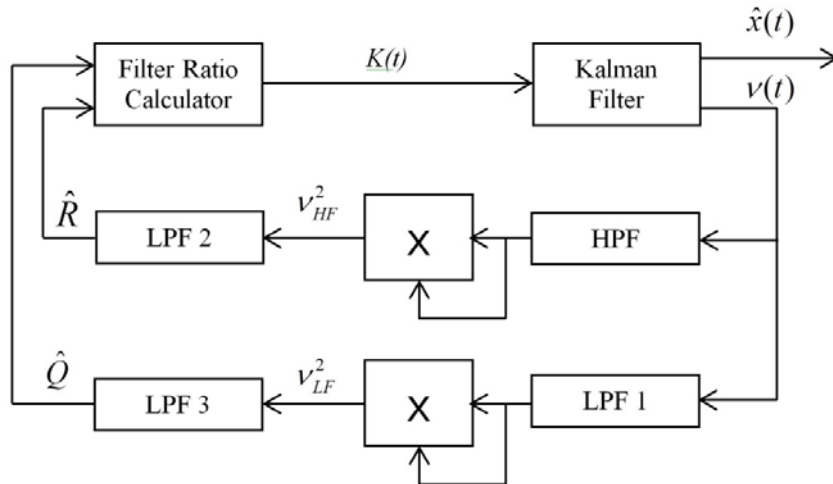 x̂(t)
Filter Ratio
Calculator
K(t)
Kalman
Filter
ν(t)
R̂
LPF 2
ν²HF
X
HPF
Q̂
LPF 3
ν²LF
X
LPF 1